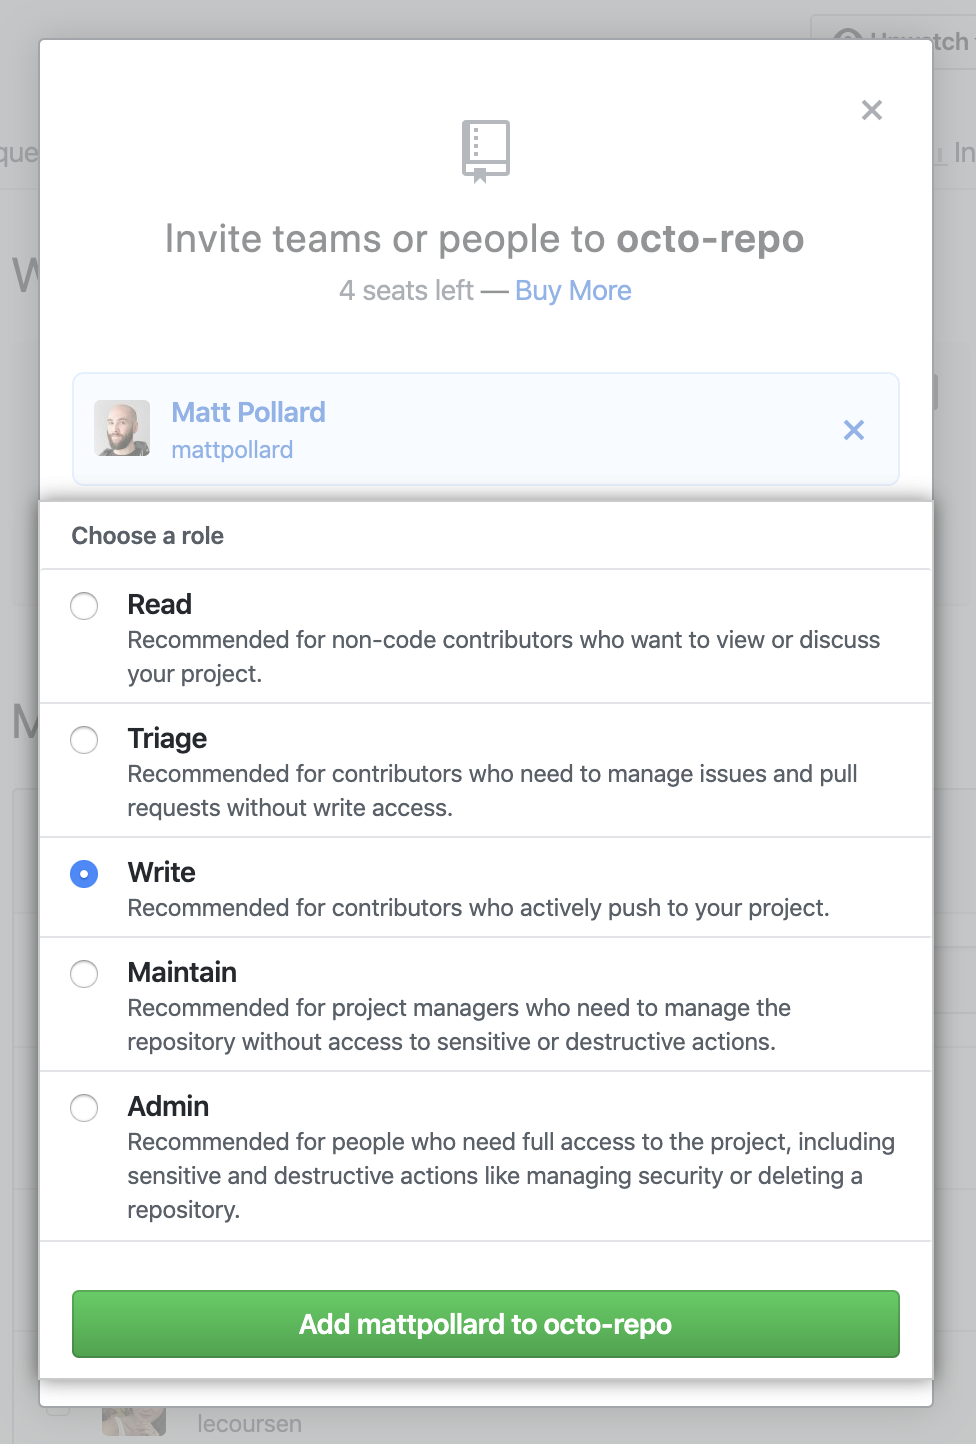 Unwatch
que
In
Invite teams or people to octo-repo
4 seats left — Buy More
W
Matt Pollard
mattpollard
Choose a role
Read
Recommended for non-code contributors who want to view or discuss
your project.
M
Triage
Recommended for contributors who need to manage issues and pull
requests without write access.
Write
Recommended for contributors who actively push to your project.
Maintain
Recommended for project managers who need to manage the
repository without access to sensitive or destructive actions.
Admin
Recommended for people who need full access to the project, including
sensitive and destructive actions like managing security or deleting a
repository.
Add mattpollard to octo-repo
lecoursen